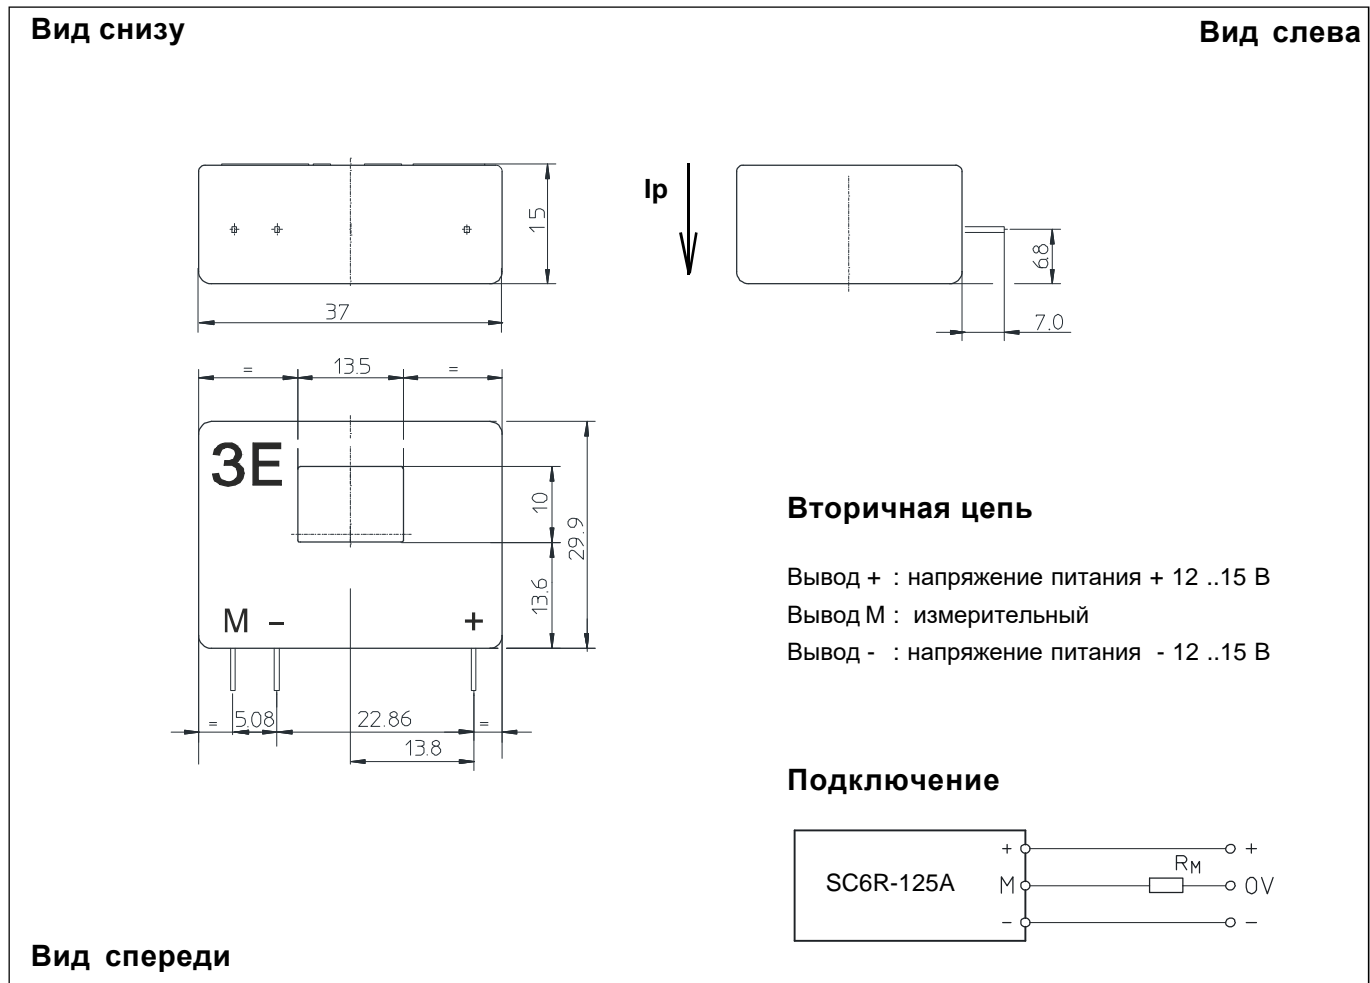 Вид снизу
Вид слева
15
37
Ip
6.8
7.0
= 13.5 =
3E
10
29.9
13.6
M - +
= 5.08 22.86 =
13.8
Вторичная цепь
Вывод + : напряжение питания + 12 ..15 В
Вывод М : измерительный
Вывод - : напряжение питания - 12 ..15 В
Подключение
SC6R-125A
+ +
M RM 0V
- -
Вид спереди